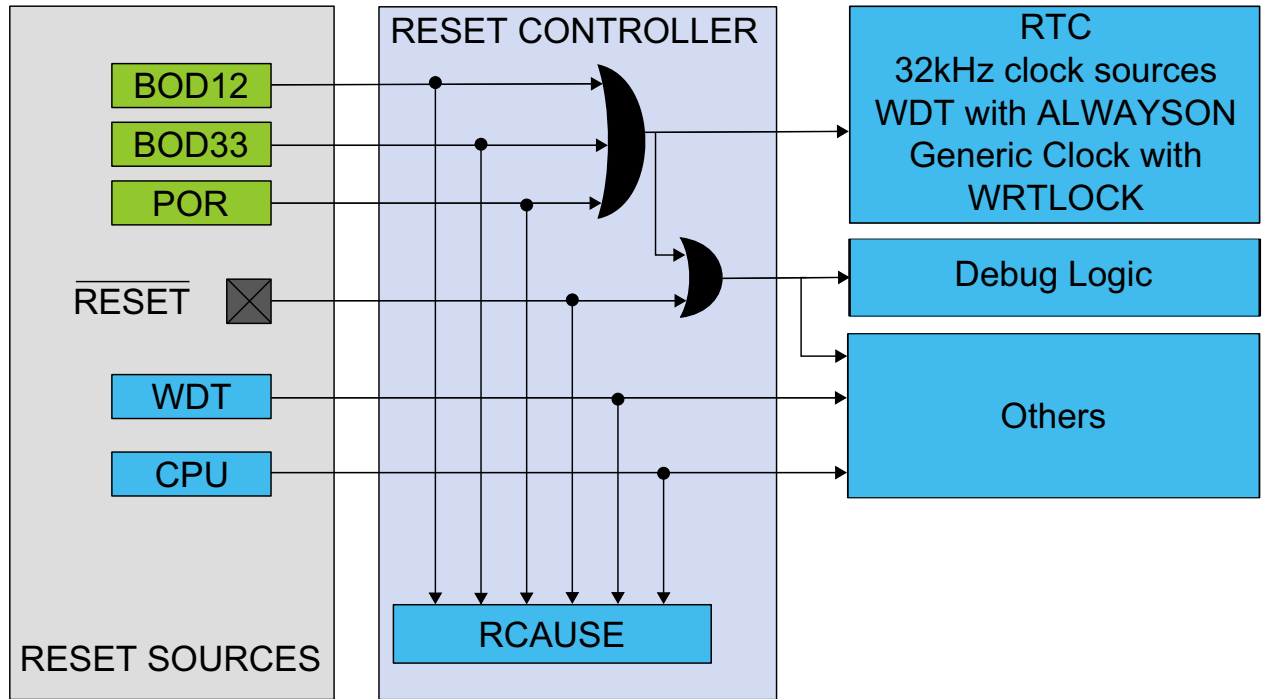 RESET SOURCES
BOD12
BOD33
POR
RESET
WDT
CPU
RESET CONTROLLER
RCAUSE
RTC
32kHz clock sources
WDT with ALWAYSON
Generic Clock with
WRTLOCK
Debug Logic
Others